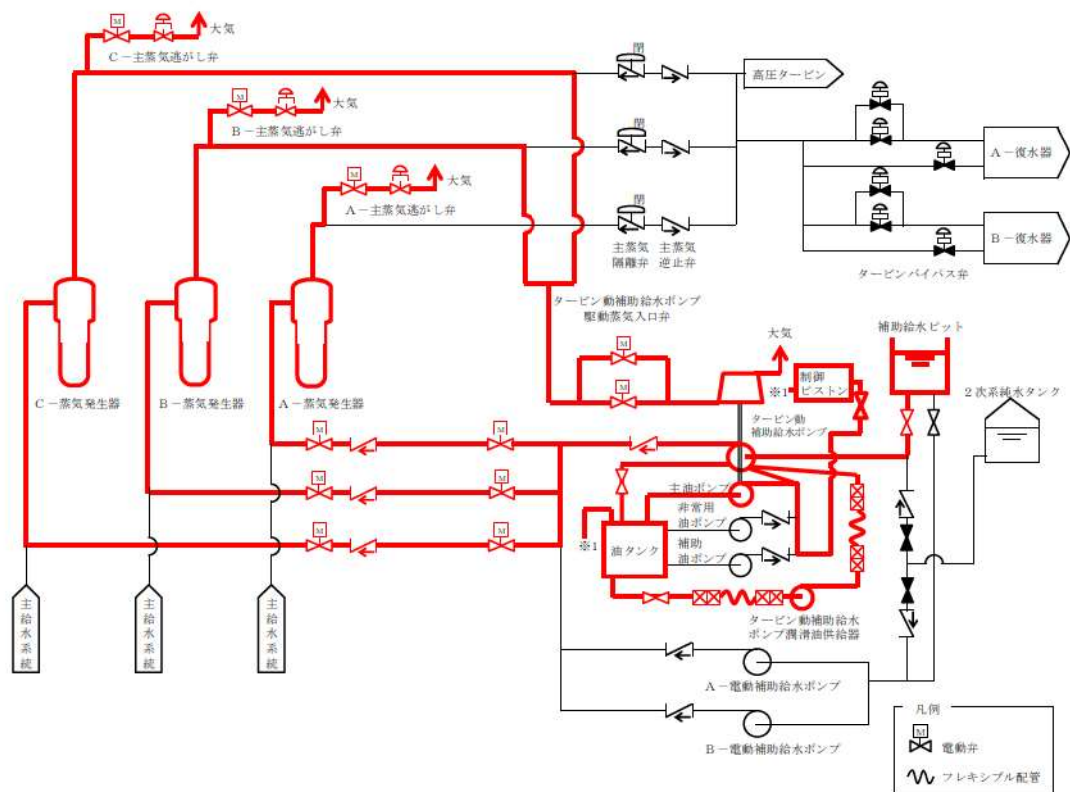 M
大気
C－主蒸気逃がし弁
M
大気
B－主蒸気逃がし弁
M
大気
A－主蒸気逃がし弁
閉
閉
閉
主蒸気
隔離弁
主蒸気
逆止弁
高圧タービン
A－復水器
B－復水器
タービンバイパス弁
タービン動補助給水ポンプ
駆動蒸気入口弁
M
M
大気
※1
制御
ピストン
補助給水ピット
2次系純水タンク
C－蒸気発生器
B－蒸気発生器
A－蒸気発生器
タービン動
補助給水ポンプ
M
M
M
M
M
M
主油ポンプ
非常用
油ポンプ
補助
油ポンプ
※1
油タンク
タービン動補助給水
ポンプ潤滑油供給器
主給水系統
主給水系統
主給水系統
A－電動補助給水ポンプ
B－電動補助給水ポンプ
凡例
M
電動弁
フレキシブル配管